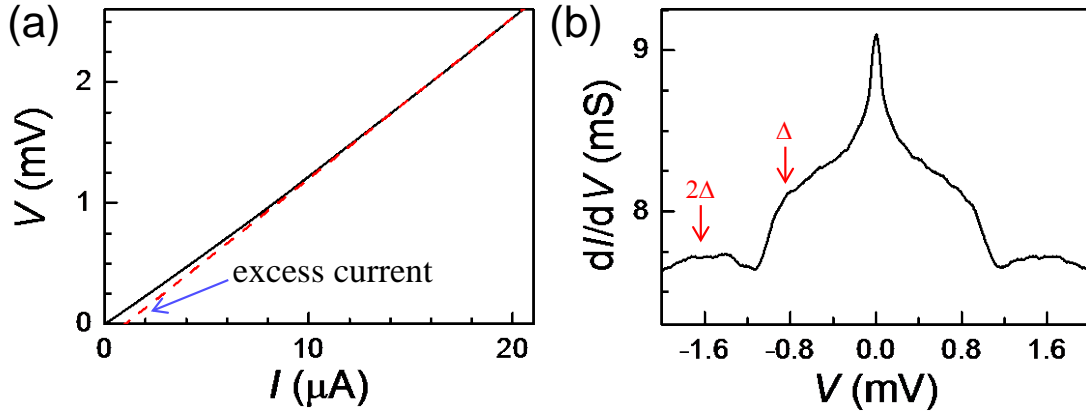 (a)
V (mV)
2
1
0
excess current
0
10
20
I (μA)
(b)
dI/dV (mS)
9
8
Δ
2Δ
−1.6
−0.8
0.0
0.8
1.6
V (mV)